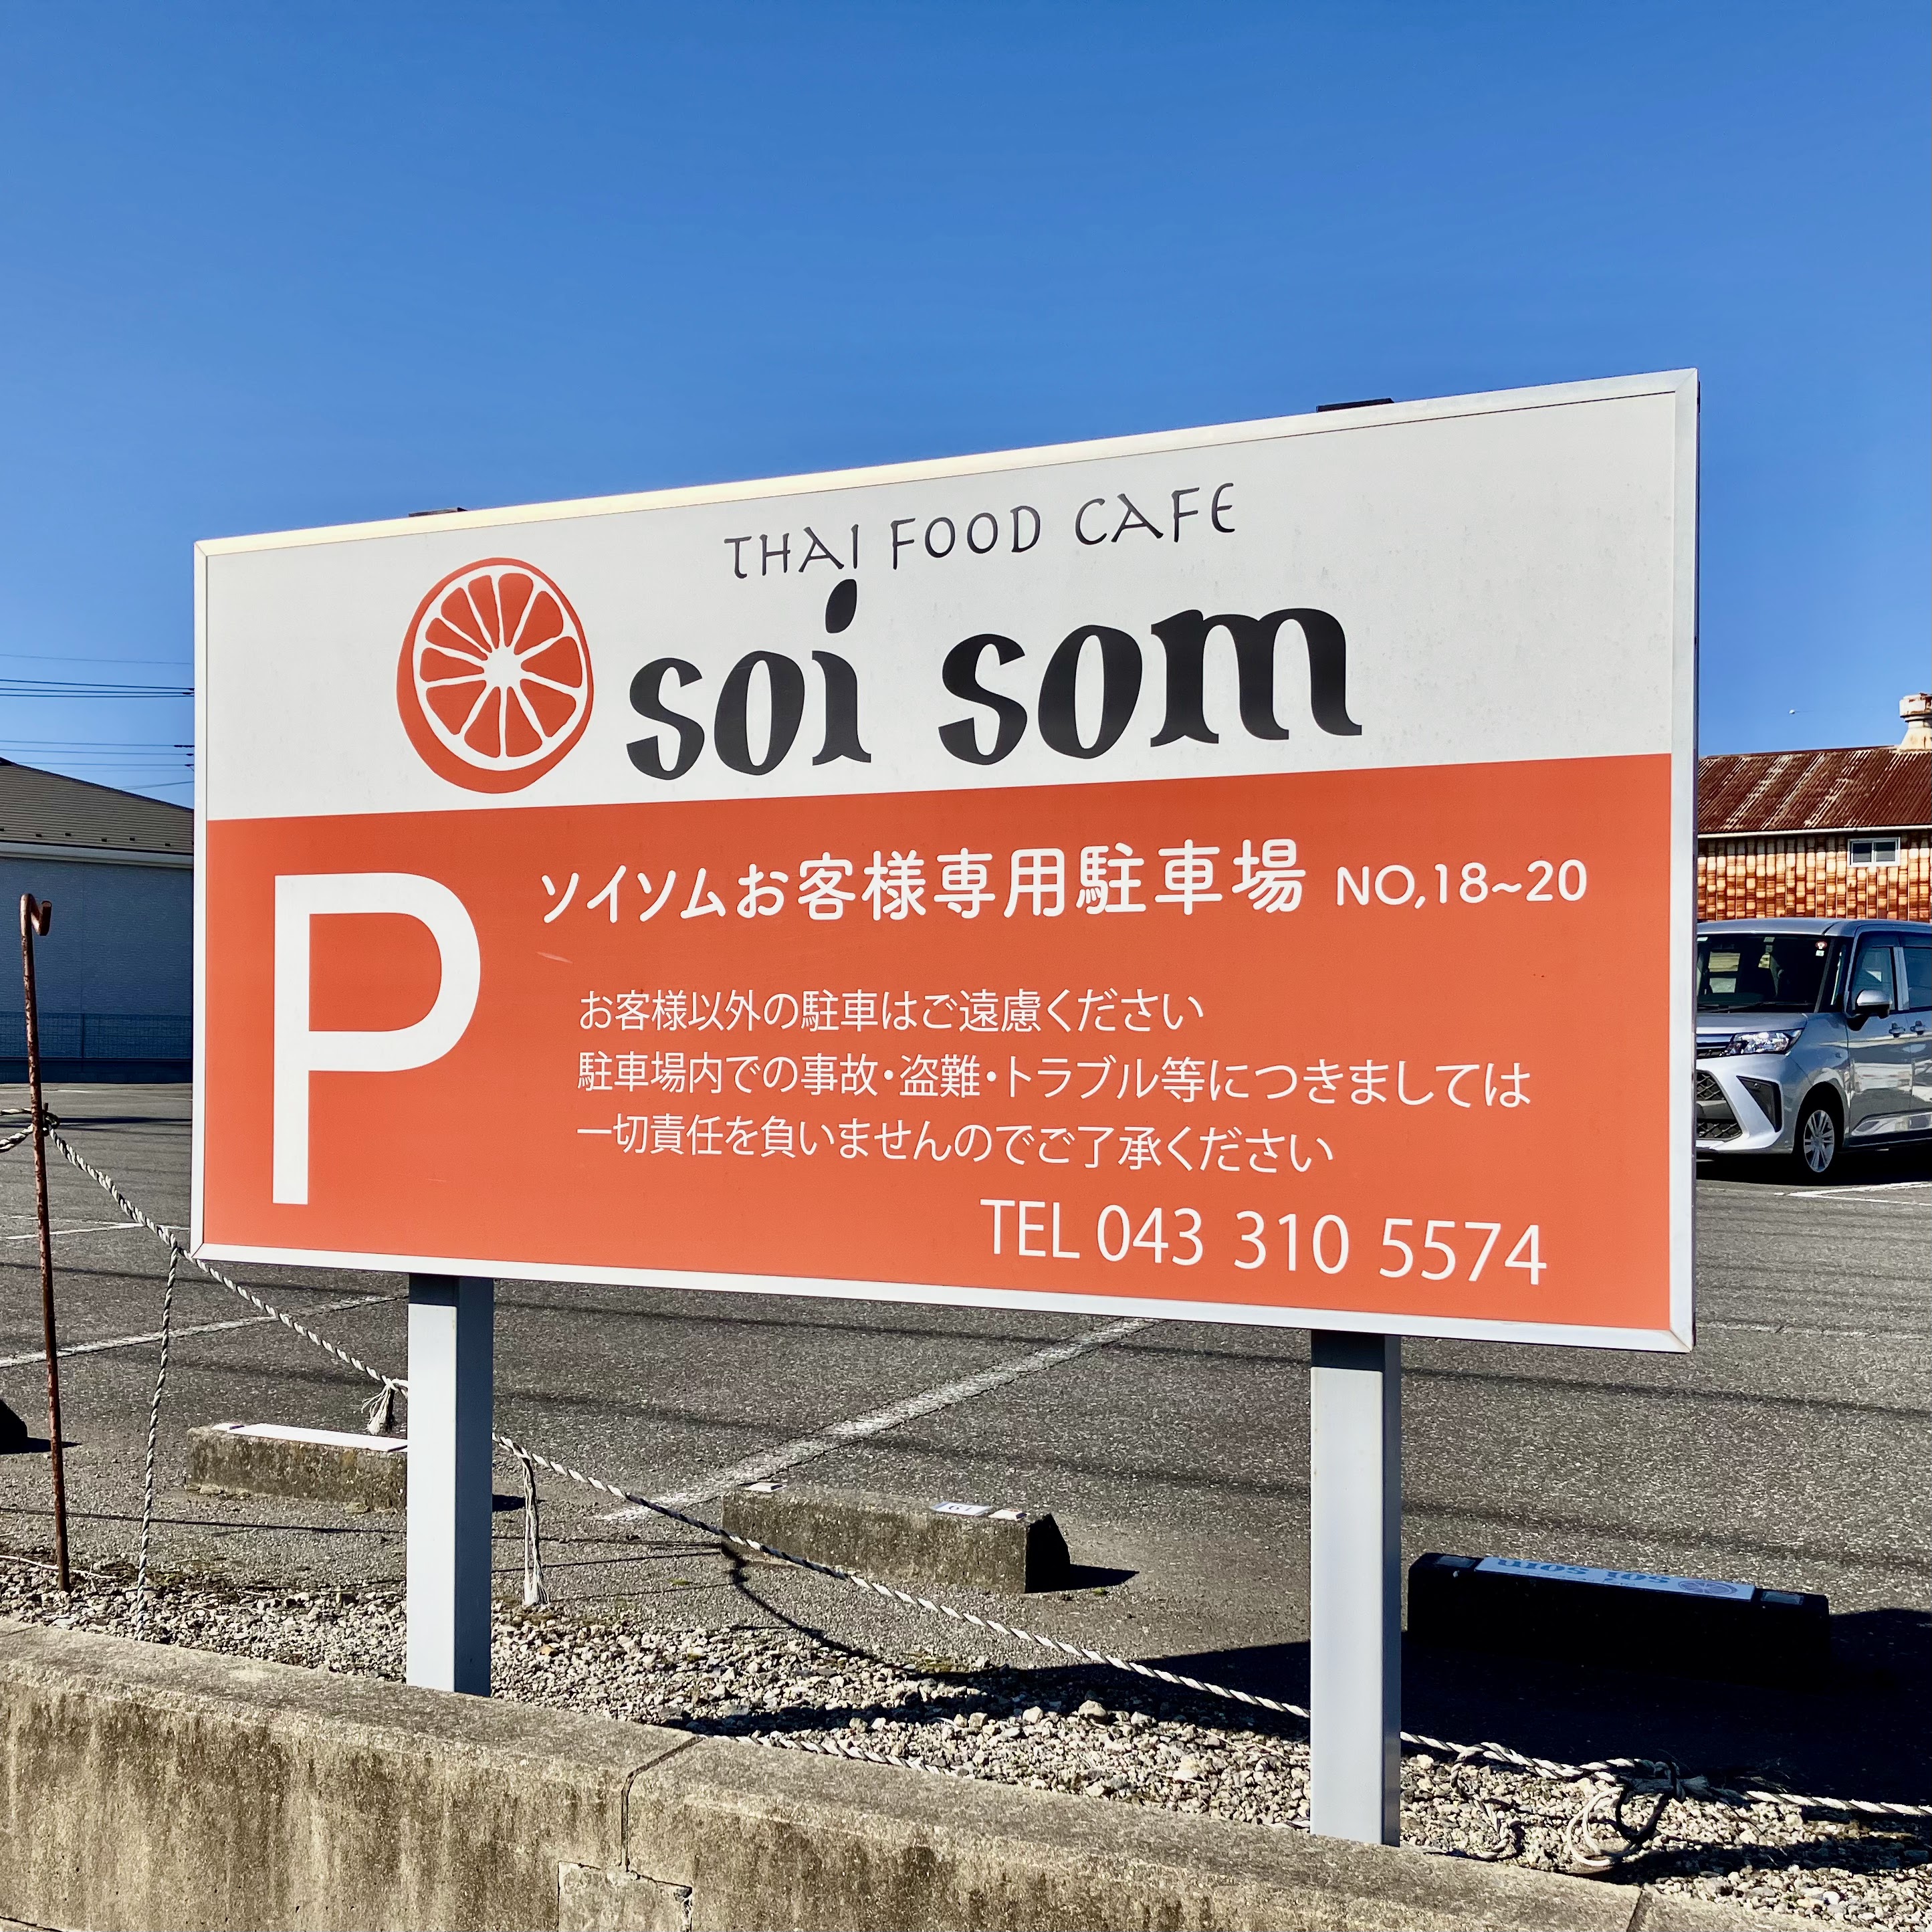 THAI FOOD CAFE
soi som
P
ソイソムお客様専用駐車場 NO,18~20
お客様以外の駐車はご遠慮ください
駐車場内での事故・盗難・トラブル等につきましては
一切責任を負いませんのでご了承ください
TEL 043 310 5574
soi som